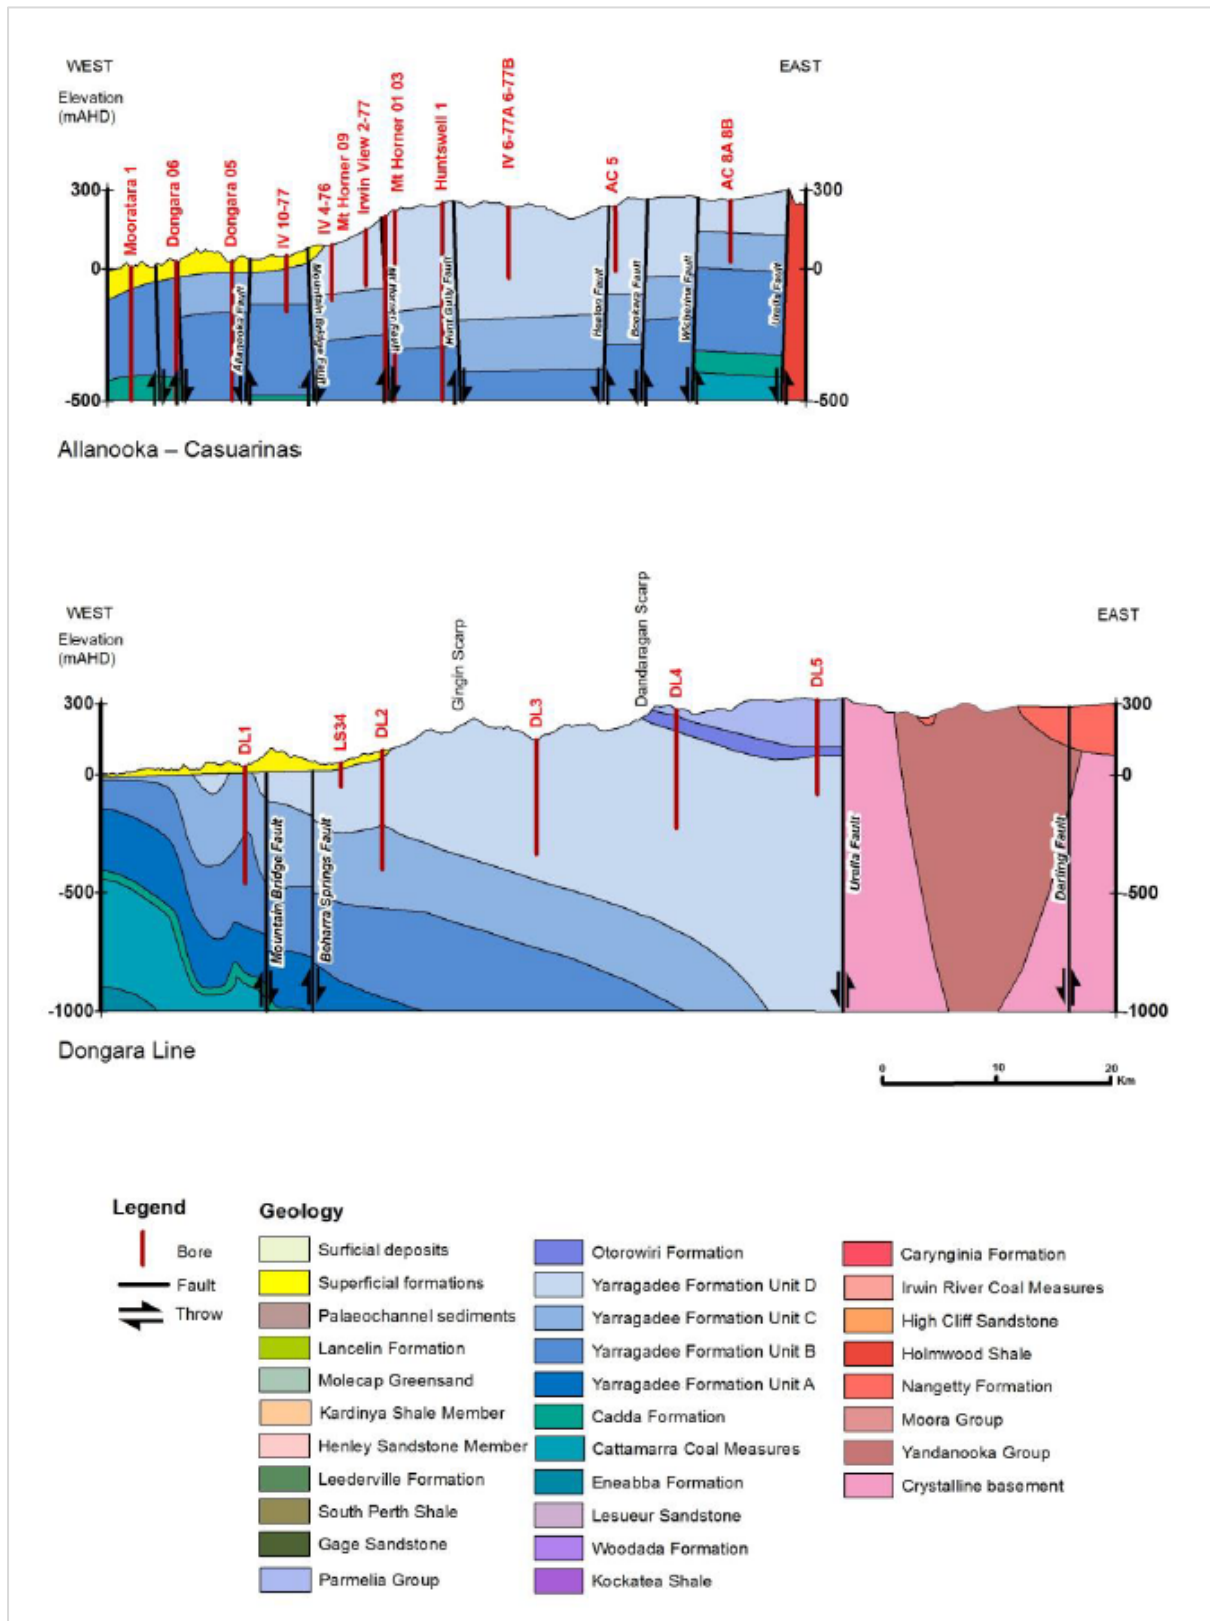 WEST
EAST
Elevation
(mAHD)
Mooratara 1
Dongara 06
Dongara 05
IV 10-77
IV 4-76
Mt Horner 09
Irwin View 2-77
Mt Horner 01 03
Huntswell 1
IV 6-77A 6-77B
AC 5
AC 8A 8B
300
300
0
0
-500
-500
Allanooka Fault
Mountain Bridge Fault
Mt Horner Fault
Hunt Gully Fault
Heelon Fault
Bookara Fault
Wicherina Fault
Urella Fault
Allanooka – Casuarinas
WEST
EAST
Elevation
(mAHD)
Gingin Scarp
Dandaragan Scarp
DL1
LS34
DL2
DL3
DL4
DL5
300
300
0
0
-500
-500
-1000
-1000
Mountain Bridge Fault
Beharra Springs Fault
Urella Fault
Darling Fault
Dongara Line
0 10 20
Km
Legend
Bore
Fault
Throw
Geology
Surficial deposits
Superficial formations
Palaeochannel sediments
Lancelin Formation
Molecap Greensand
Kardinya Shale Member
Henley Sandstone Member
Leederville Formation
South Perth Shale
Gage Sandstone
Parmelia Group
Otorowiri Formation
Yarragadee Formation Unit D
Yarragadee Formation Unit C
Yarragadee Formation Unit B
Yarragadee Formation Unit A
Cadda Formation
Cattamarra Coal Measures
Eneabba Formation
Lesueur Sandstone
Woodada Formation
Kockatea Shale
Carynginia Formation
Irwin River Coal Measures
High Cliff Sandstone
Holmwood Shale
Nangetty Formation
Moora Group
Yandanooka Group
Crystalline basement